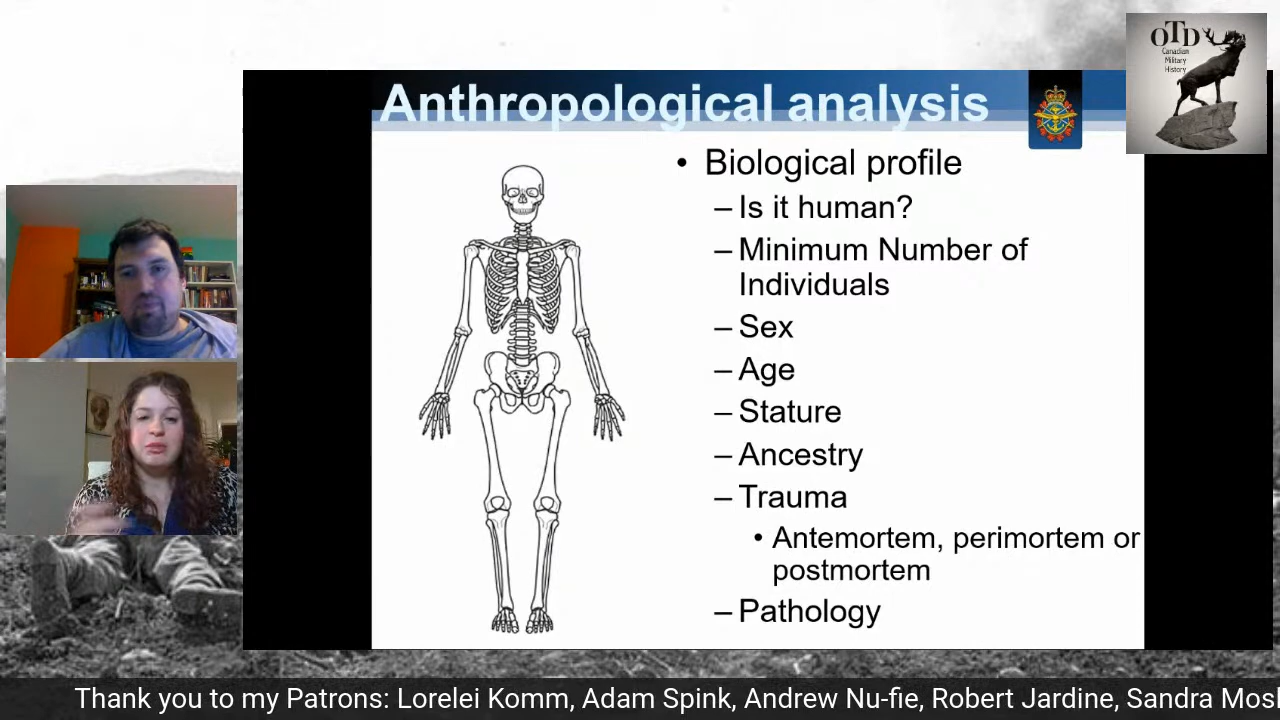 OTD
Canadian
Military
History
Anthropological analysis
• Biological profile
– Is it human?
– Minimum Number of
Individuals
– Sex
– Age
– Stature
– Ancestry
– Trauma
• Antemortem, perimortem or
postmortem
– Pathology
Thank you to my Patrons: Lorelei Komm, Adam Spink, Andrew Nu-fie, Robert Jardine, Sandra